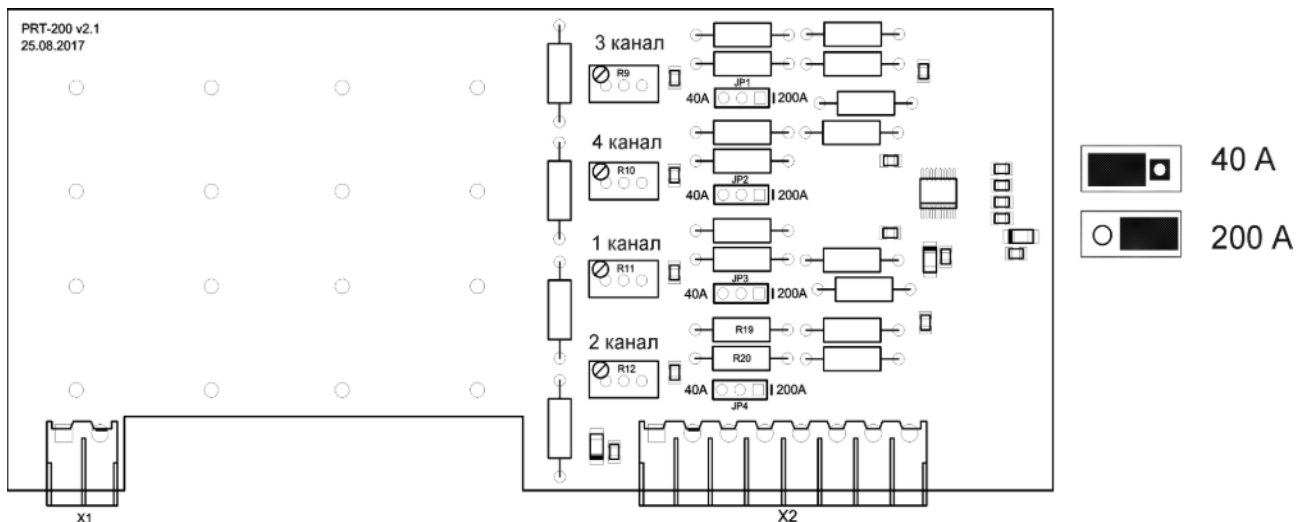 PRT-200 v2.1
25.08.2017
3 канал
R9
JP1
40A 200A
4 канал
R10
JP2
40A 200A
1 канал
R11
JP3
40A 200A
R19
2 канал
R20
R12
40A 200A
JP4
X1
X2
40 A
200 A